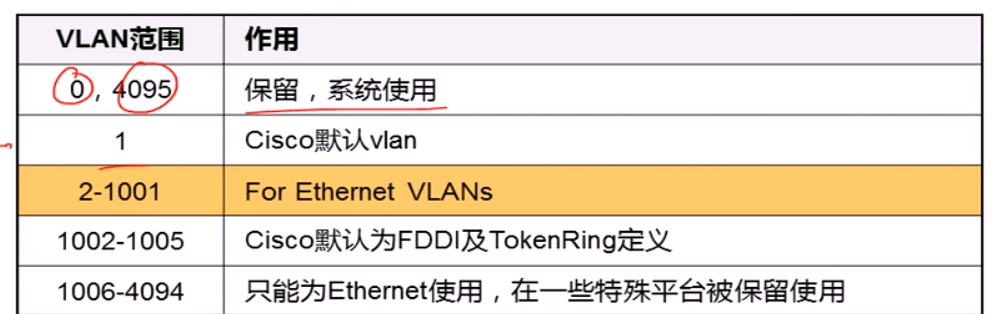 VLAN范围 作用
0，4095 保留，系统使用
1 Cisco默认vlan
2-1001 For Ethernet VLANs
1002-1005 Cisco默认为FDDI及TokenRing定义
1006-4094 只能为Ethernet使用，在一些特殊平台被保留使用